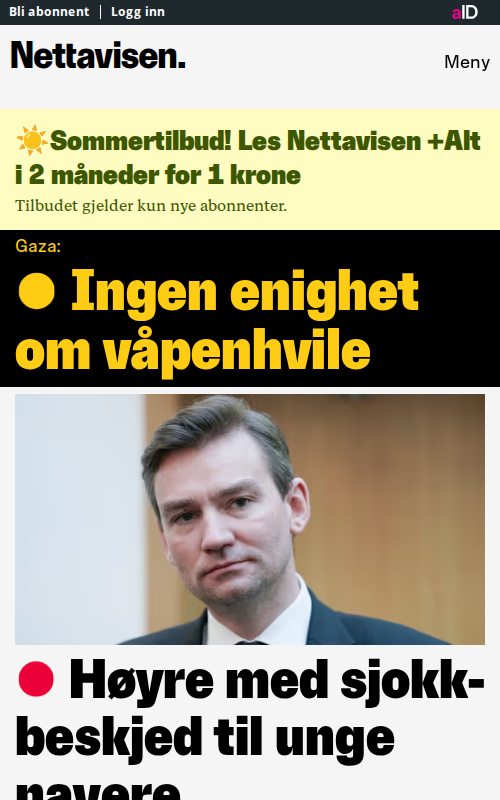 Bli abonnent | Logg inn
aID
Nettavisen.
Meny
Sommertilbud! Les Nettavisen +Alt
i 2 måneder for 1 krone
Tilbudet gjelder kun nye abonnenter.
Gaza:
Ingen enighet
om våpenhvile
Høyre med sjokk-
beskjed til unge
navere